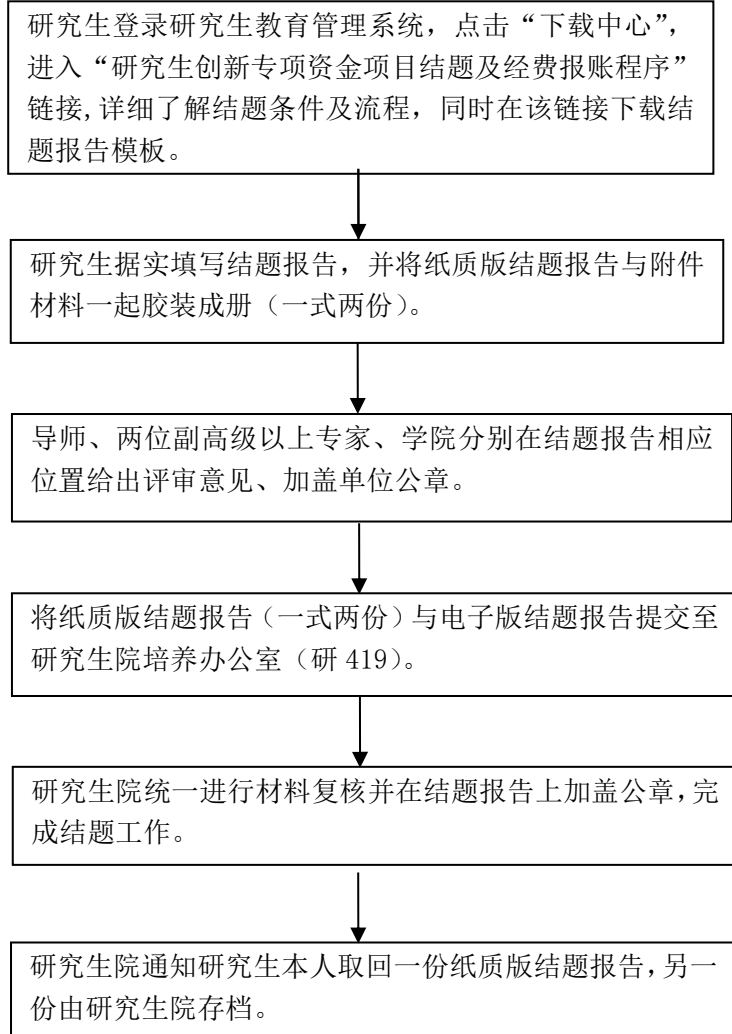 研究生登录研究生教育管理系统，点击“下载中心”，
进入“研究生创新专项资金项目结题及经费报账程序”
链接,详细了解结题条件及流程，同时在该链接下载结
题报告模板。
研究生据实填写结题报告，并将纸质版结题报告与附件
材料一起胶装成册（一式两份）。
导师、两位副高级以上专家、学院分别在结题报告相应
位置给出评审意见、加盖单位公章。
将纸质版结题报告（一式两份）与电子版结题报告提交至
研究生院培养办公室（研 419）。
研究生院统一进行材料复核并在结题报告上加盖公章，完
成结题工作。
研究生院通知研究生本人取回一份纸质版结题报告，另一
份由研究生院存档。